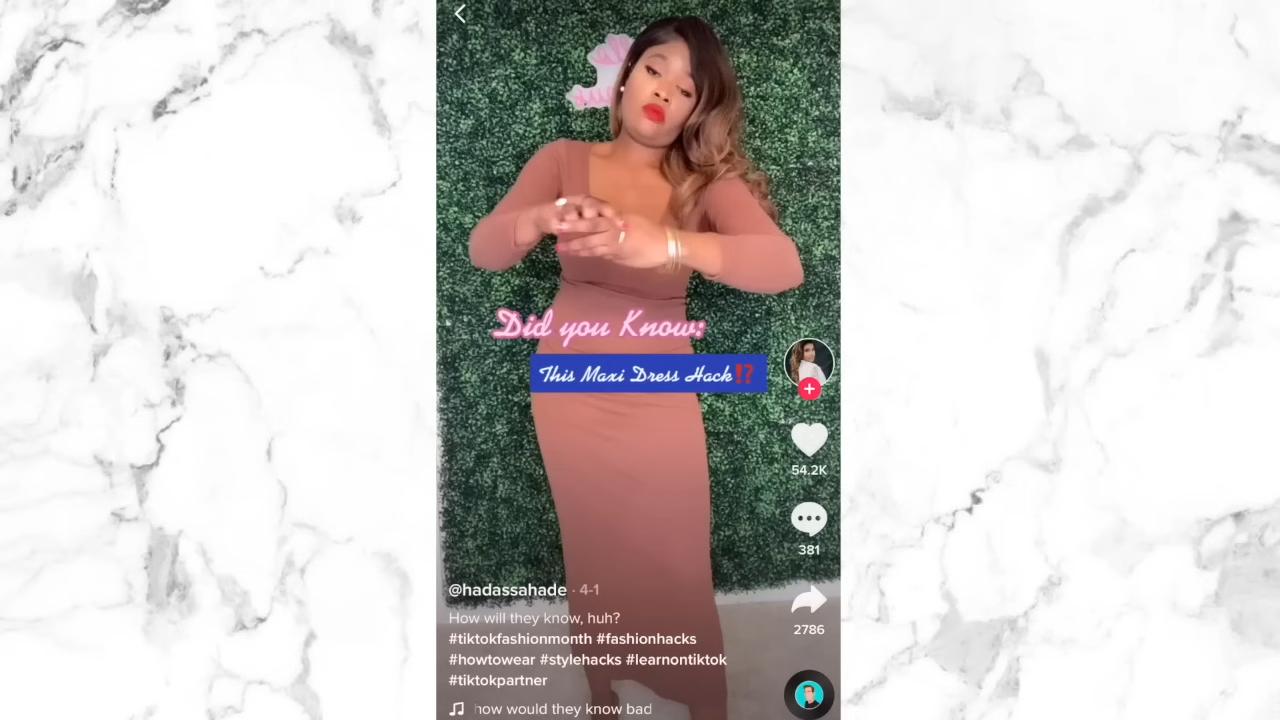 Did you Know:
This Maxi Dress Hack⁉️
54.2K
381
@hadassahade · 4-1
How will they know, huh?
2786
#tiktokfashionmonth #fashionhacks
#howtowear #stylehacks #learnontiktok
#tiktokpartner
how would they know bad